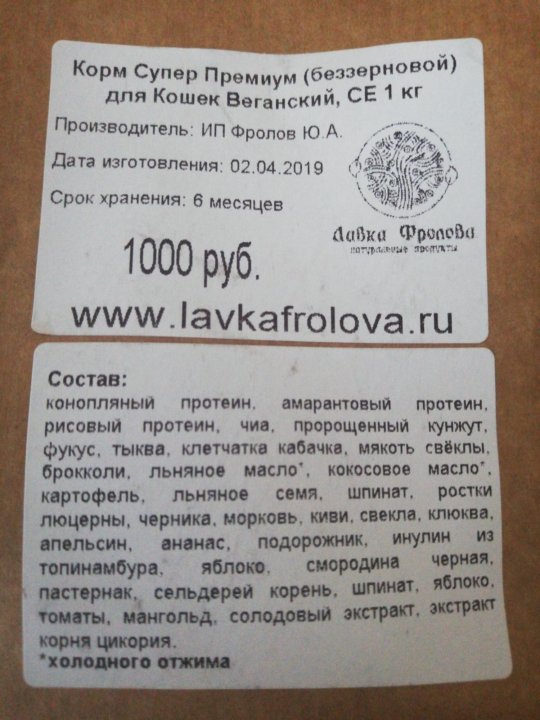 Корм Супер Премиум (беззерновой)
для Кошек Веганский, СЕ 1 кг
Производитель: ИП Фролов Ю.А.
Дата изготовления: 02.04.2019
Срок хранения: 6 месяцев
Лавка Фролова
натуральные продукты
1000 руб.
www.lavkafrolova.ru
Состав:
конопляный протеин, амарантовый протеин,
рисовый протеин, чиа, пророщенный кунжут,
фукус, тыква, клетчатка кабачка, мякоть свёклы,
брокколи, льняное масло*, кокосовое масло*,
картофель, льняное семя, шпинат, ростки
люцерны, черника, морковь, киви, свекла, клюква,
апельсин, ананас, подорожник, инулин из
топинамбура, яблоко, смородина черная,
пастернак, сельдерей корень, шпинат, яблоко,
томаты, мангольд, солодовый экстракт, экстракт
корня цикория.
*холодного отжима